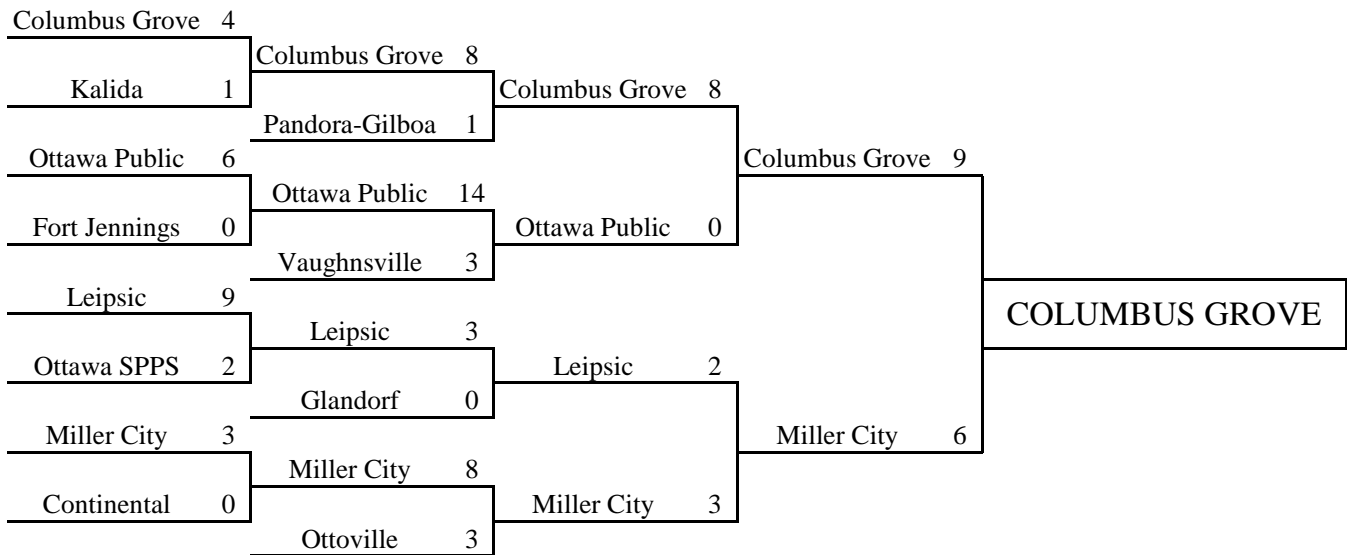 Columbus Grove 4
Columbus Grove 8
Kalida 1
Columbus Grove 8
Pandora-Gilboa 1
Ottawa Public 6
Columbus Grove 9
Ottawa Public 14
Fort Jennings 0
Ottawa Public 0
Vaughnsville 3
Leipsic 9
COLUMBUS GROVE
Leipsic 3
Ottawa SPPS 2
Leipsic 2
Glandorf 0
Miller City 3
Miller City 6
Miller City 8
Continental 0
Miller City 3
Ottoville 3